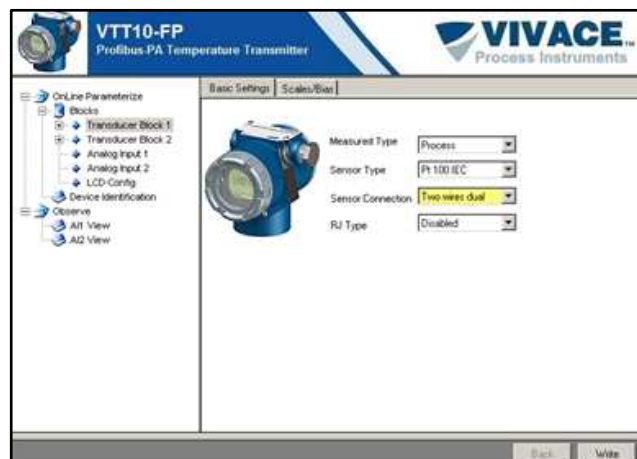 VTT10-FP
Profibus-PA Temperature Transmitter
VIVACE™
Process Instruments
OnLine Parameterize
Blocks
Transducer Block 1
Transducer Block 2
Analog Input 1
Analog Input 2
LCD Config
Device Identification
Observe
AI1 View
AI2 View
Basic Settings
Scales/Bias
Measured Type Process
Sensor Type Pt 100 IEC
Sensor Connection Two wires dual
RJ Type Disabled
Back Write